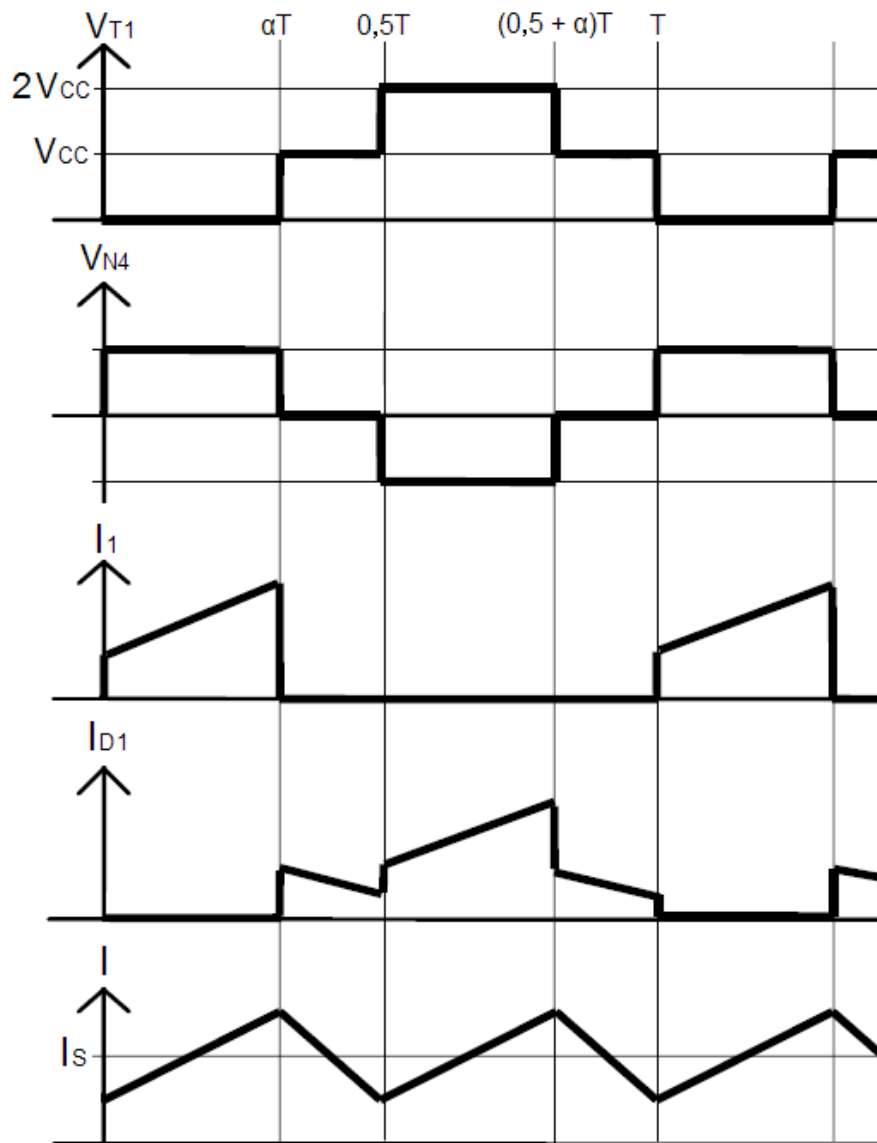 VT1 αT 0,5T (0,5 + α)T T
2Vcc
Vcc
VN4
I1
ID1
I
Is